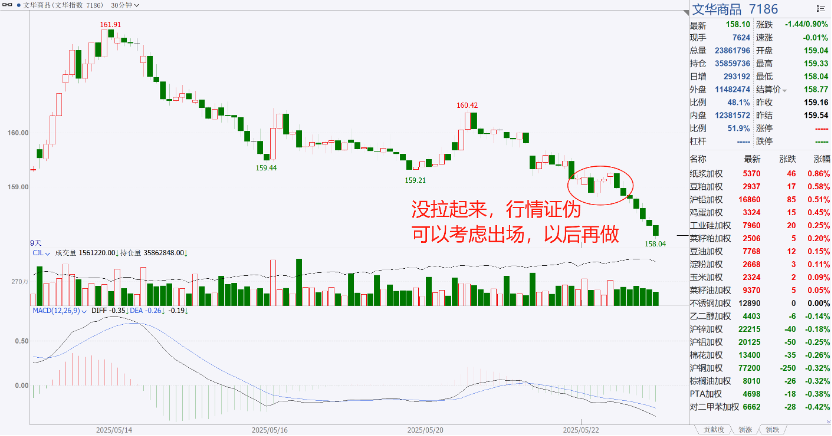 文华商品(文华指数 7186) 30分钟
文华商品 7186
161.91
160.42
160.00
159.44
159.21
159.00
158.04
没拉起来，行情证伪
可以考虑出场，以后再做
9天
CJL 成交量 1561220.00↓持仓量 35862848.00↓
270.0
MACD(12,26,9) DIFF -0.35↓DEA -0.26↓ -0.19↓
0.50
0.00
2025/05/14 2025/05/16 2025/05/20 2025/05/22
最新 158.10 涨跌 -1.44/0.90%
现手 7624 速涨 -0.01%
总量 23861796 开盘 159.04
持仓 35859736 最高 159.33
日增 293192 最低 158.04
外盘 11482474 结算价 158.77
比例 48.1% 昨收 159.16
内盘 12381572 昨结 159.54
比例 51.9% 涨停 -----
杠杆 ----- 跌停 -----
名称 最新 涨跌 涨幅
纸浆加权 5370 46 0.86%
豆粕加权 2937 17 0.58%
沪铅加权 16860 85 0.51%
鸡蛋加权 3324 15 0.45%
工业硅加权 7960 20 0.25%
菜籽粕加权 2506 5 0.20%
豆油加权 7768 12 0.15%
淀粉加权 2668 3 0.11%
玉米加权 2324 2 0.09%
菜籽油加权 9370 5 0.05%
不锈钢加权 12890 0 0.00%
乙二醇加权 4403 -6 -0.14%
沪锌加权 22215 -40 -0.18%
沪铝加权 20125 -50 -0.25%
棉花加权 13400 -35 -0.26%
沪铜加权 77200 -250 -0.32%
棕榈油加权 8010 -26 -0.32%
PTA加权 4698 -18 -0.38%
对二甲苯加权 6662 -28 -0.42%
贡献度 领涨 领跌